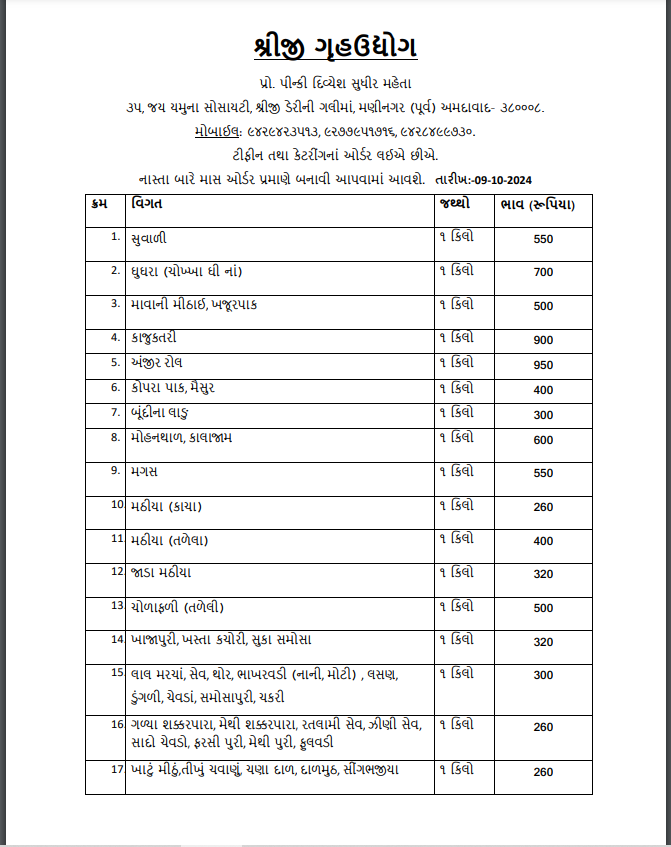 શ્રીજી ગૃહઉદ્યોગ
પ્રો. પીન્કી દિવ્યેશ સુધીર મહેતા
૩૫, જય યમુના સોસાયટી, શ્રીજી ડેરીની ગલીમાં, મણીનગર (પૂર્વ) અમદાવાદ- ૩૮૦૦૦૮.
મોબાઈલ: ૯૪૨૯૪૨૩૫૧૩, ૯૨૭૭૯૫૧૭૧૬, ૯૪૨૮૪૯૯૭૩૦.
ટીફીન તથા કેટરીંગનાં ઓર્ડર લઈએ છીએ.
નાસ્તા બારે માસ ઓર્ડર પ્રમાણે બનાવી આપવામાં આવશે. તારીખ:-09-10-2024
ક્રમ વિગત જથ્થો ભાવ (રૂપિયા)
1. સુવાળી ૧ કિલો 550
2. ઘુઘરા (ચોખ્ખા ઘી નાં) ૧ કિલો 700
3. માવાની મીઠાઈ, ખજૂરપાક ૧ કિલો 500
4. કાજુકતરી ૧ કિલો 900
5. અંજીર રોલ ૧ કિલો 950
6. કોપરા પાક, મૈસુર ૧ કિલો 400
7. બૂંદીના લાડુ ૧ કિલો 300
8. મોહનથાળ, કાલાજામ ૧ કિલો 600
9. મગસ ૧ કિલો 550
10. મઠીયા (કાચા) ૧ કિલો 260
11. મઠીયા (તળેલા) ૧ કિલો 400
12. જાડા મઠીયા ૧ કિલો 320
13. ચોળાફળી (તળેલી) ૧ કિલો 500
14. ખાજાપુરી, ખસ્તા કચોરી, સુકા સમોસા ૧ કિલો 320
15. લાલ મરચાં, સેવ, થોર, ભાખરવડી (નાની, મોટી) , લસણ, ૧ કિલો 300
ડુંગળી, ચેવડાં, સમોસાપુરી, ચકરી
16. ગળ્યા શક્કરપારા, મેથી શક્કરપારા, રતલામી સેવ, ઝીણી સેવ, ૧ કિલો 260
સાદો ચેવડો, ફરસી પુરી, મેથી પુરી, ફુલવડી
17. ખાટું મીઠું,તીખું ચવાણું, ચણા દાળ, દાળમુઠ, સીંગભજીયા ૧ કિલો 260